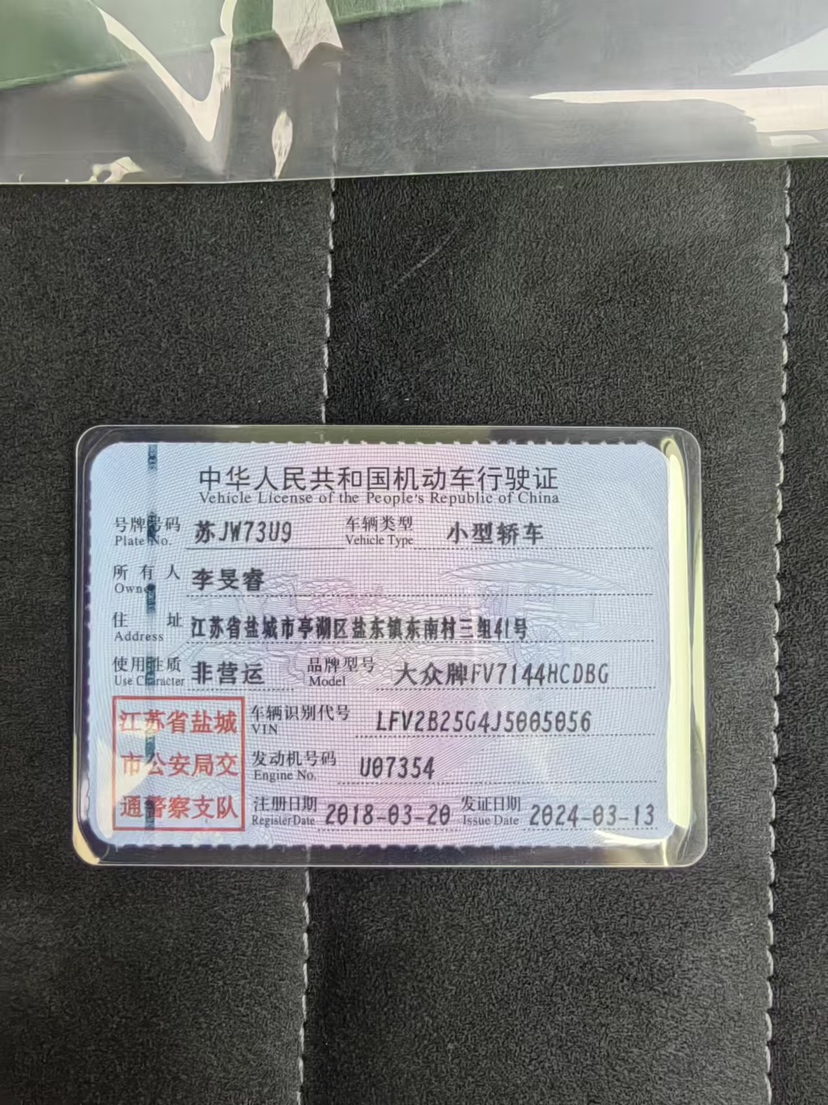 中华人民共和国机动车行驶证
Vehicle License of the People's Republic of China
号牌号码 苏JW73U9 车辆类型 小型轿车
Plate No. Vehicle Type
所有人 李旻睿
Owner
住址 江苏省盐城市亭湖区盐东镇东南村三组41号
Address
使用性质 非营运 品牌型号 大众牌FV7144HCDBG
Use Character Model
江苏省盐城 车辆识别代号 LFV2B25G4J5005056
VIN
市公安局交 发动机号码 U07354
Engine No.
通警察支队 注册日期 2018-03-20 发证日期 2024-03-13
Register Date Issue Date